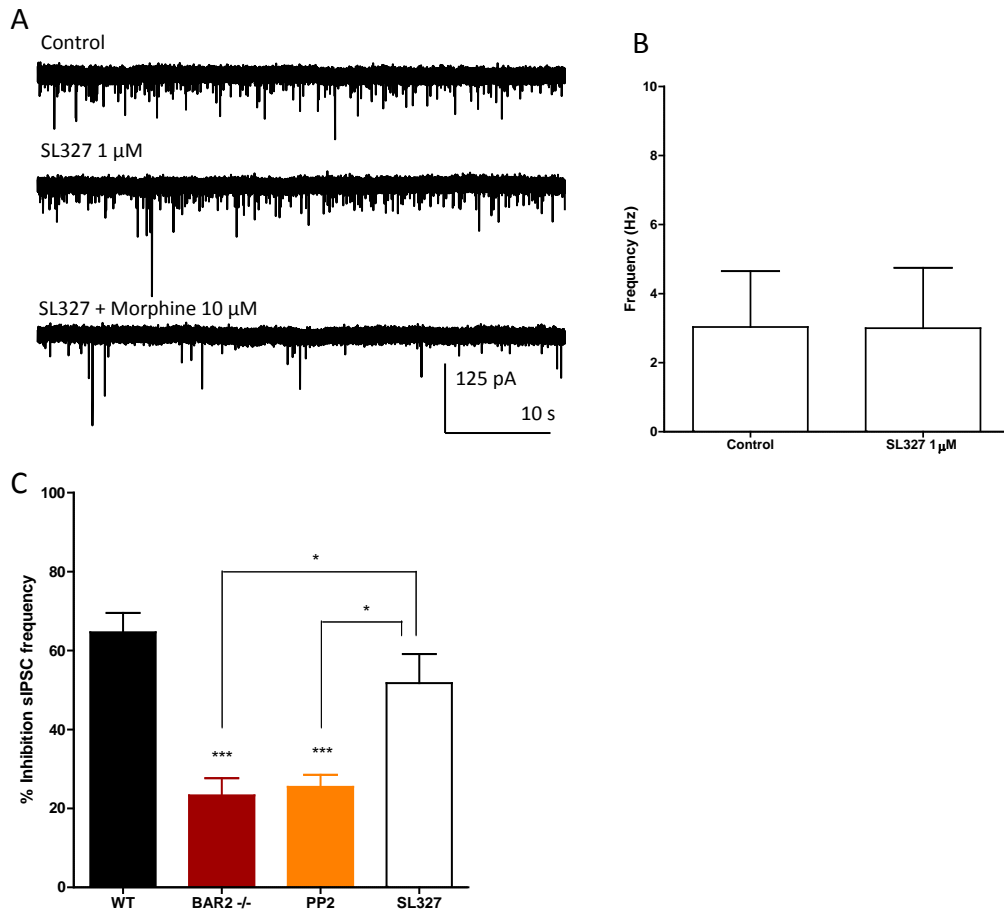 A
Control
SL327 1 µM
SL327 + Morphine 10 µM
125 pA
10 s
B
Frequency (Hz)
10
8
6
4
2
0
Control
SL327 1 µM
C
% Inhibition sIPSC frequency
100
80
60
40
20
0
*
*
***
***
WT
BAR2 -/-
PP2
SL327